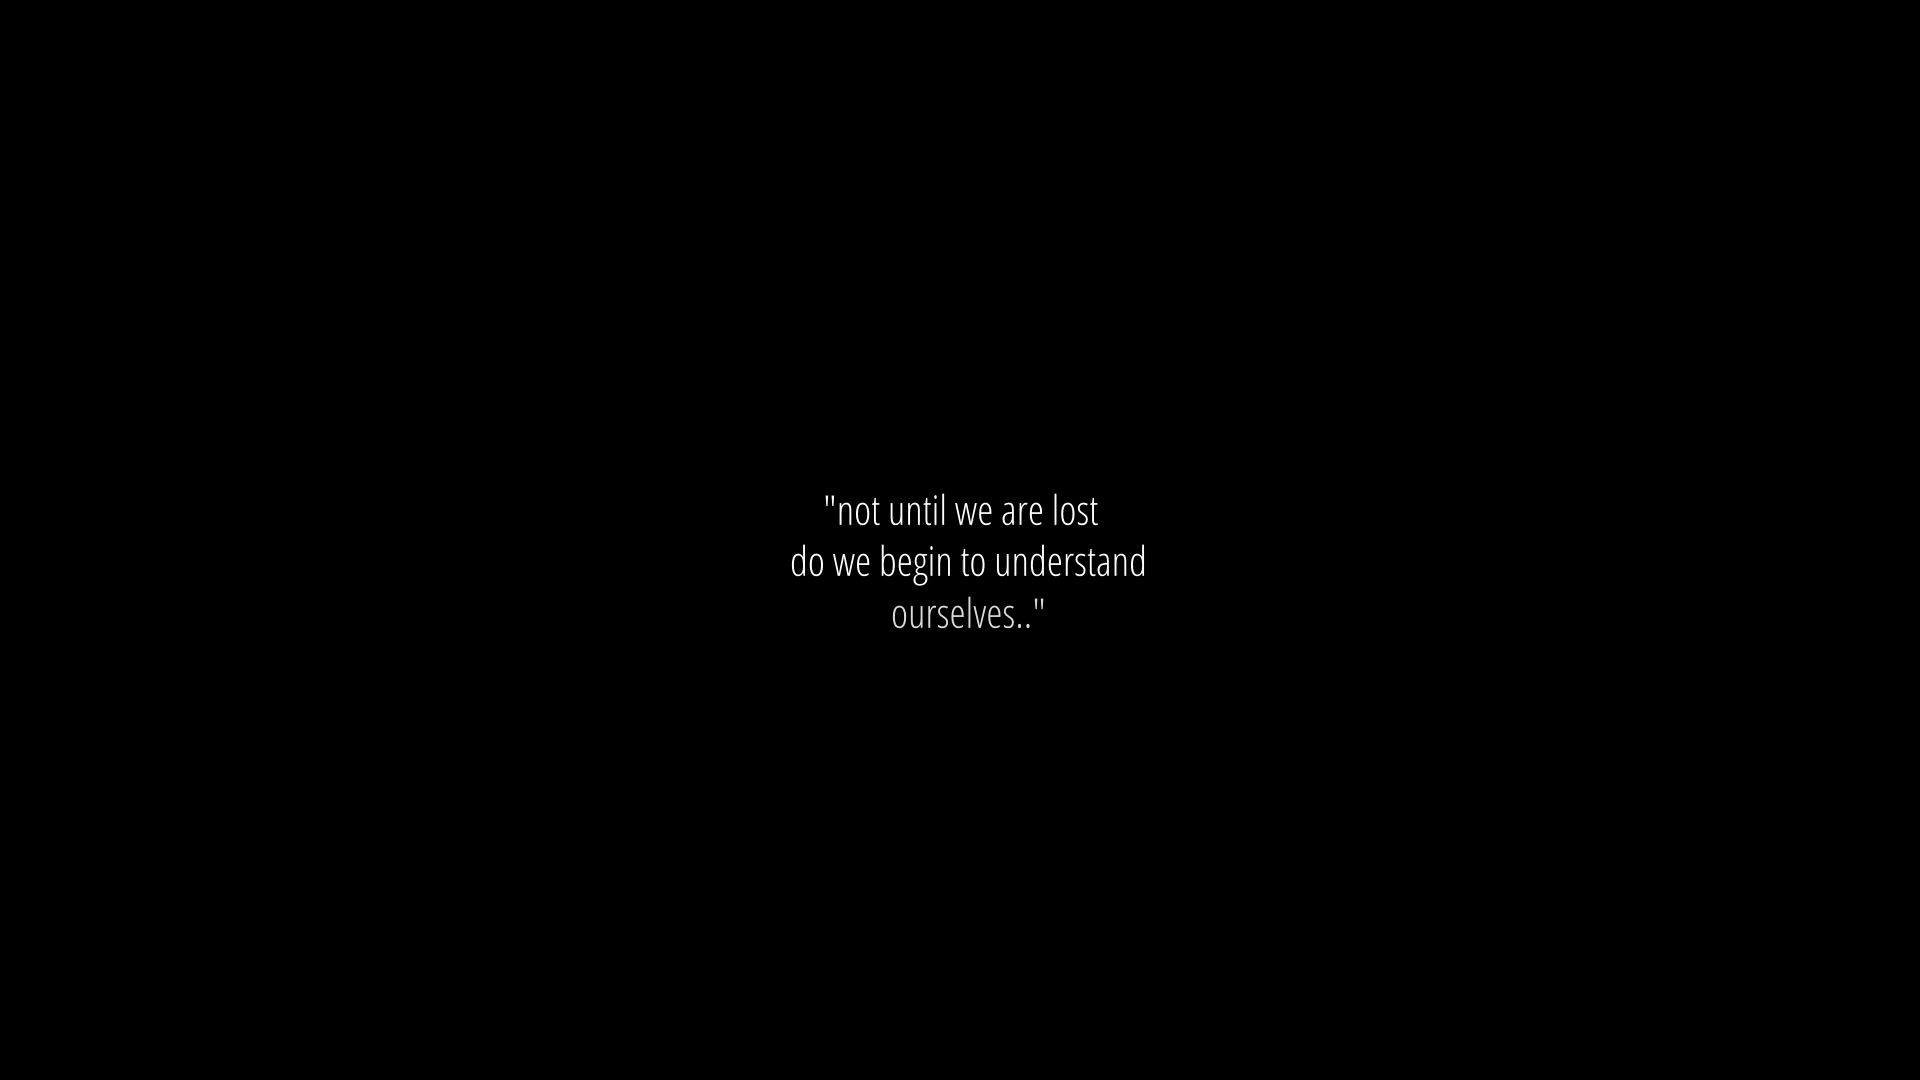 "not until we are lost
do we begin to understand
ourselves.."